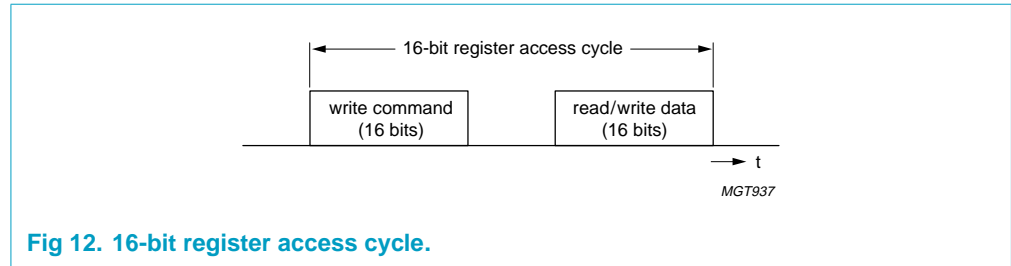 16-bit register access cycle
write command
(16 bits)
read/write data
(16 bits)
t
MGT937
Fig 12. 16-bit register access cycle.